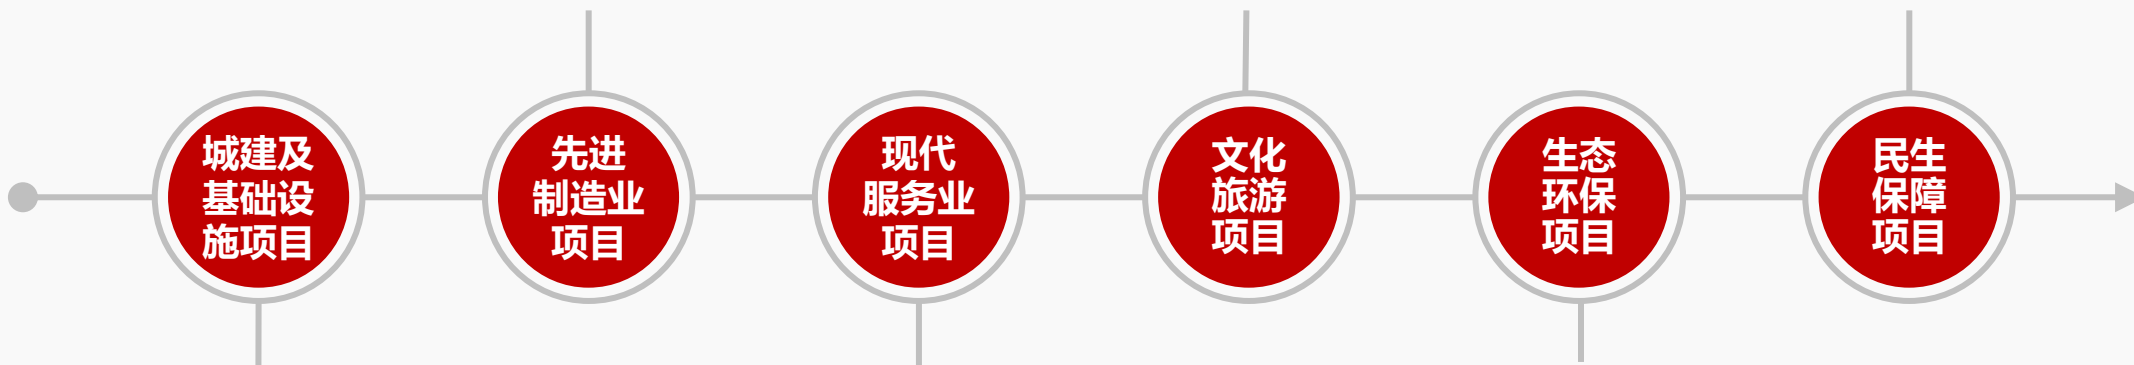 城建及
基础设
施项目
先进
制造业
项目
现代
服务业
项目
文化
旅游
项目
生态
环保
项目
民生
保障
项目